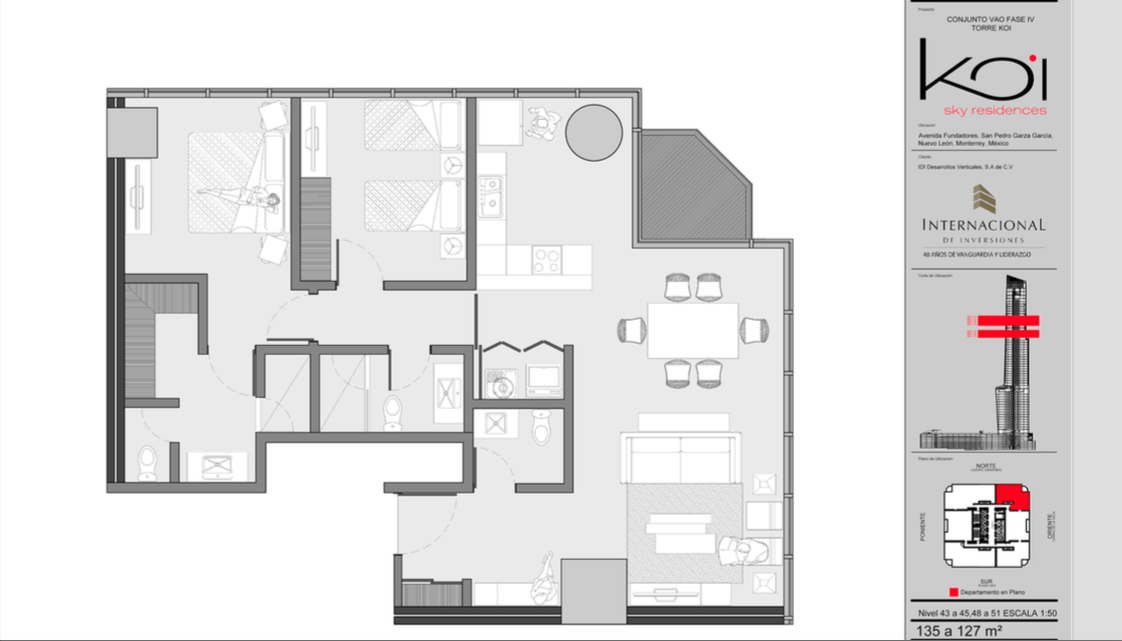 Proyecto:
CONJUNTO VAO FASE IV
TORRE KOI
KOI
sky residences
Ubicación:
Avenida Fundadores, San Pedro Garza García,
Nuevo León, Monterrey, México
Cliente:
IDI Desarrollos Verticales, S.A de C.V
INTERNACIONAL
DE INVERSIONES
40 AÑOS DE VANGUARDIA Y LIDERAZGO
Corte de Ubicación:
Plano de Ubicación:
NORTE
PONIENTE
ORIENTE
SUR
Departamento en Plano
Nivel 43 a 45,48 a 51 ESCALA 1:50
135 a 127 m²